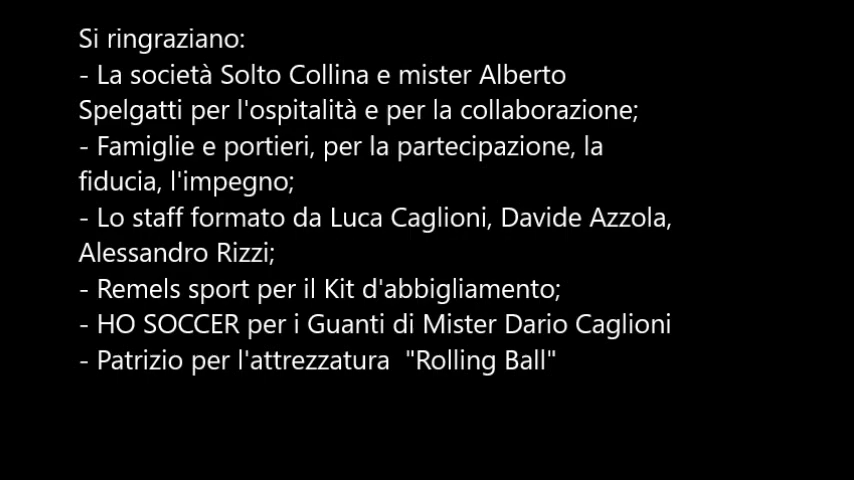 Si ringraziano:
- La società Solto Collina e mister Alberto
Spelgatti per l'ospitalità e per la collaborazione;
- Famiglie e portieri, per la partecipazione, la
fiducia, l'impegno;
- Lo staff formato da Luca Caglioni, Davide Azzola,
Alessandro Rizzi;
- Remels sport per il Kit d'abbigliamento;
- HO SOCCER per i Guanti di Mister Dario Caglioni
- Patrizio per l'attrezzatura  "Rolling Ball"